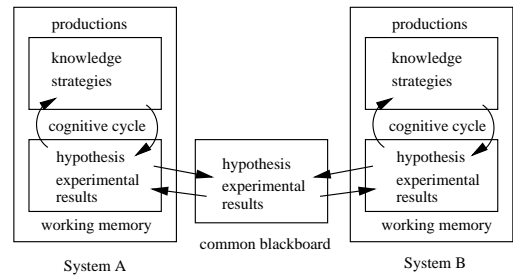 productions
knowledge
strategies
cognitive cycle
hypothesis
experimental
results
working memory
System A
hypothesis
experimental
results
common blackboard
productions
knowledge
strategies
cognitive cycle
hypothesis
experimental
results
working memory
System B